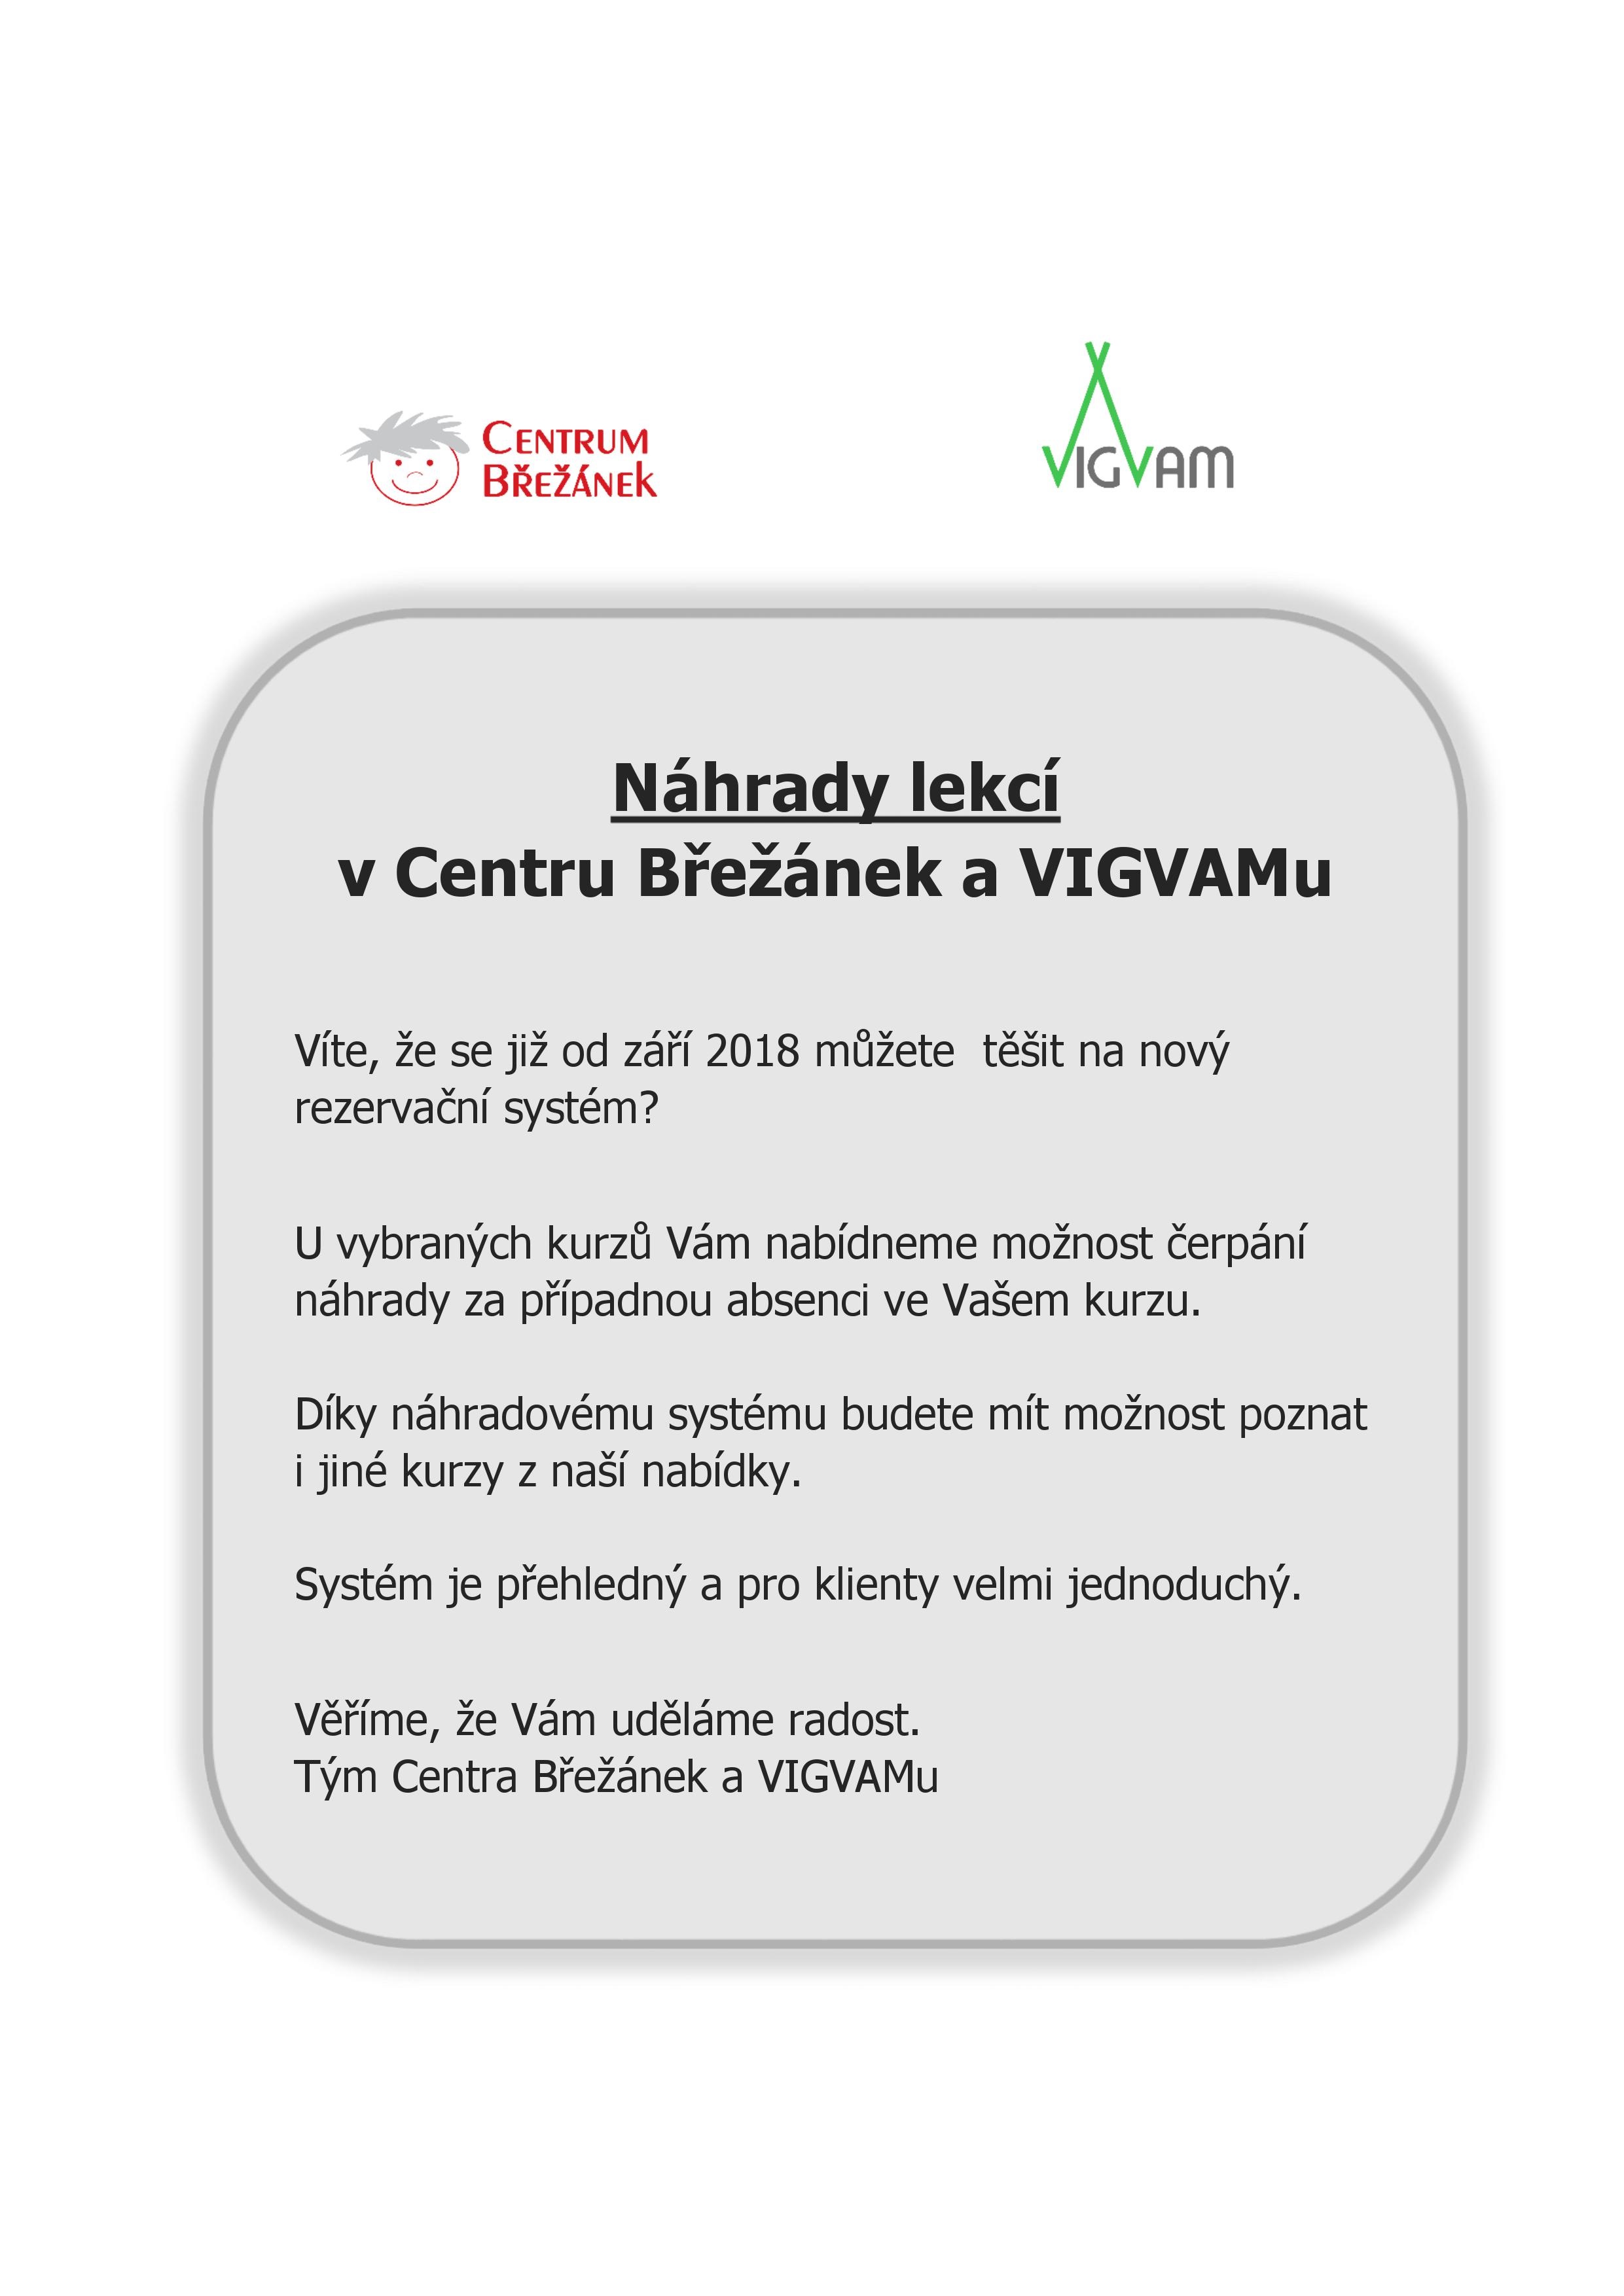 CENTRUM
BŘEŽÁNEK
VIGVAM
Náhrady lekcí
v Centru Břežánek a VIGVAMu
Víte, že se již od září 2018 můžete  těšit na nový
rezervační systém?
U vybraných kurzů Vám nabídneme možnost čerpání
náhrady za případnou absenci ve Vašem kurzu.
Díky náhradovému systému budete mít možnost poznat
i jiné kurzy z naší nabídky.
Systém je přehledný a pro klienty velmi jednoduchý.
Věříme, že Vám uděláme radost.
Tým Centra Břežánek a VIGVAMu